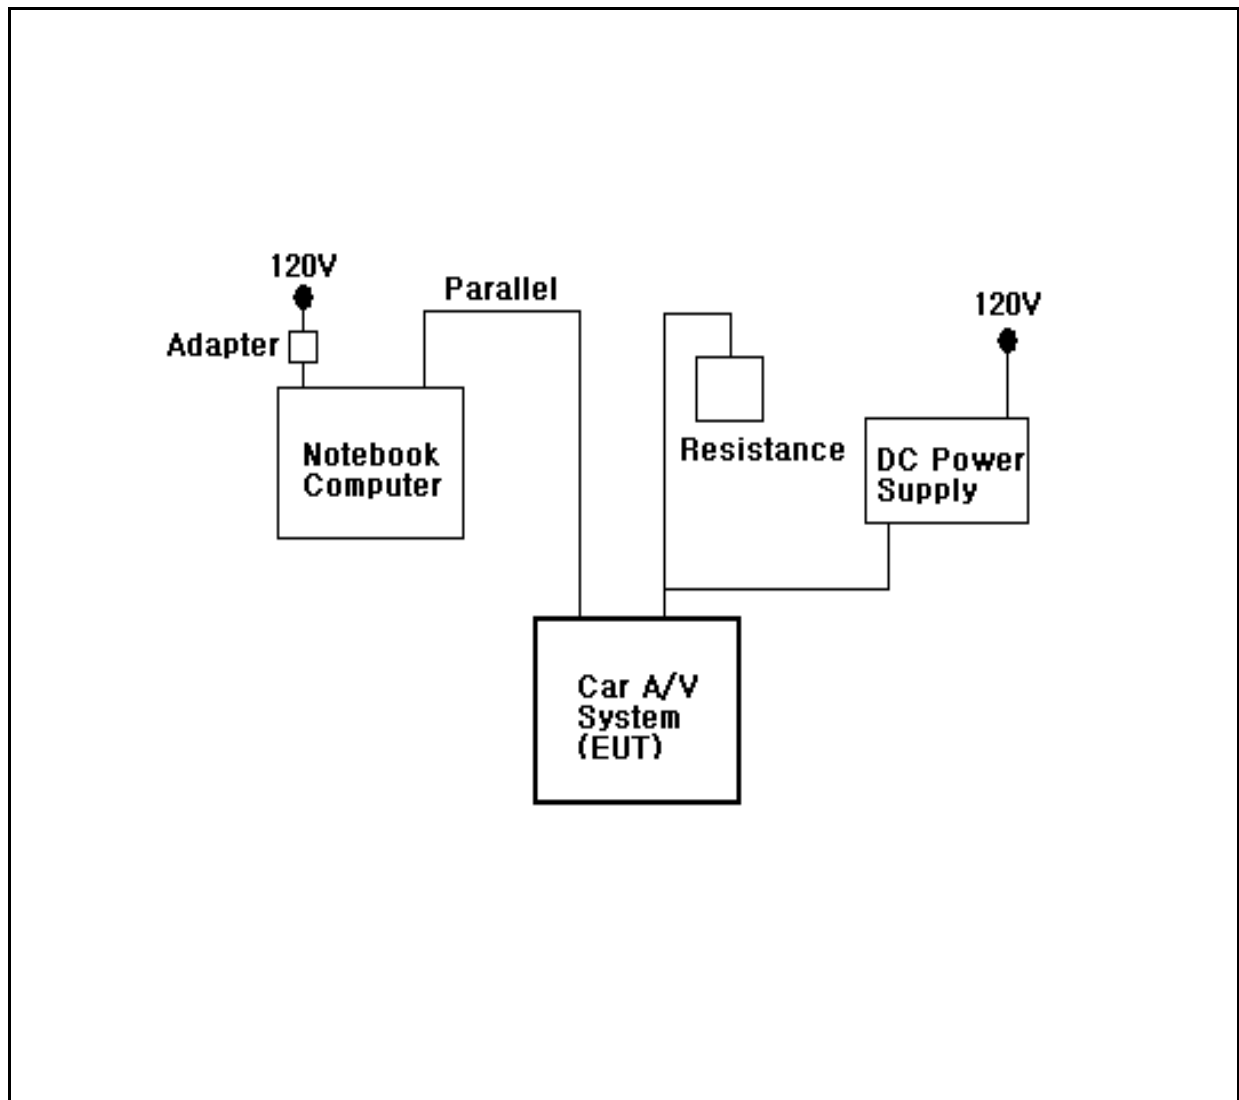 120V
Parallel
120V
Adapter
Notebook
Computer
Resistance
DC Power
Supply
Car A/V
System
(EUT)